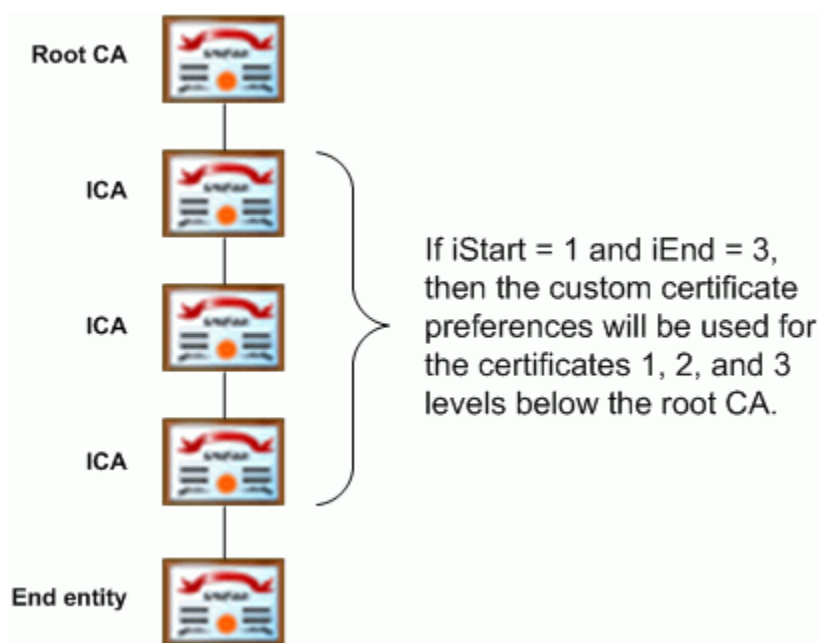 Root CA
ICA
If iStart = 1 and iEnd = 3,
then the custom certificate
preferences will be used for
ICA
the certificates 1, 2, and 3
levels below the root CA.
ICA
End entity